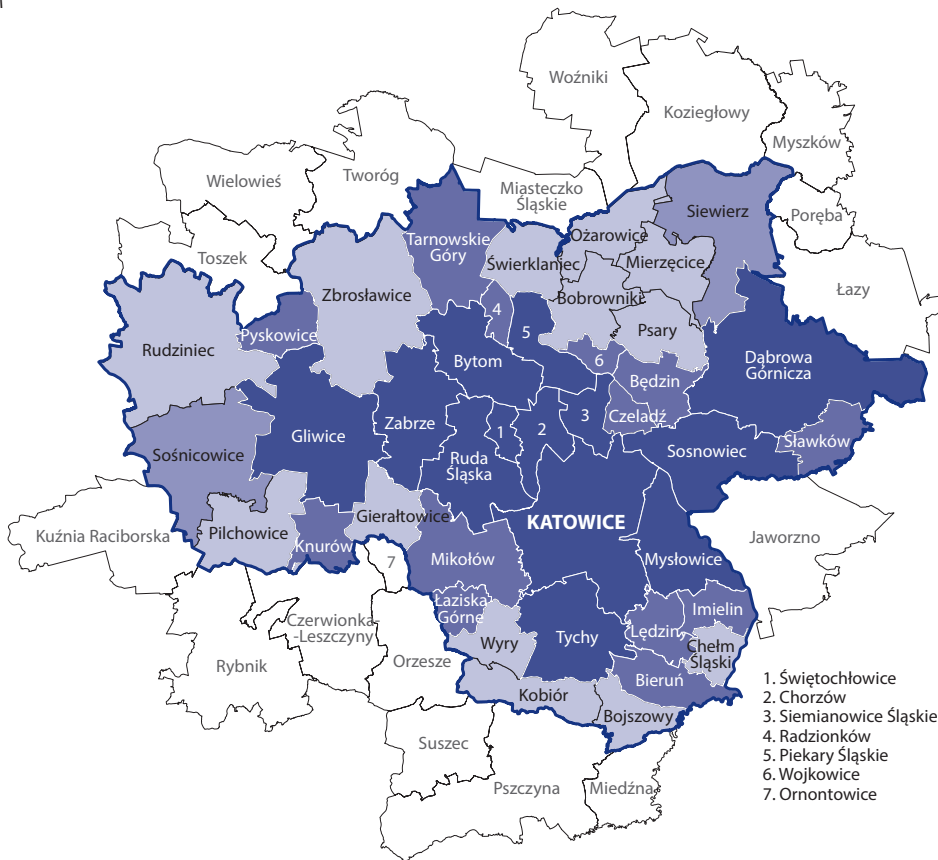 Woźniki
Koziegłowy
Myszków
Wielowieś
Tworóg
Miasteczko
Śląskie
Poręba
Siewierz
Toszek
Tarnowskie
Góry
Ożarowice
Świerklaniec
Mierzęcice
Łazy
Zbrosławice
Bobrowniki
4
5
Psary
Pyskowice
Rudziniec
Bytom
6
Dąbrowa
Górnicza
Będzin
Czeladź
Gliwice
Zabrze
1
2
3
Sośnicowice
Ruda
Śląska
Sosnowiec
Sławków
Kuźnia Raciborska
Pilchowice
Knurów
Gierałtowice
KATOWICE
Jaworzno
7
Mikołów
Mysłowice
Łaziska
Górne
Imielin
Czerwionka-
-Leszczyny
Wyry
Tychy
Lędzin
Chełm
Śląski
Rybnik
Orzesze
Bieruń
Kobiór
Bojszowy
Suszec
Pszczyna
Miedźna
1. Świętochłowice
2. Chorzów
3. Siemianowice Śląskie
4. Radzionków
5. Piekary Śląskie
6. Wojkowice
7. Ornontowice